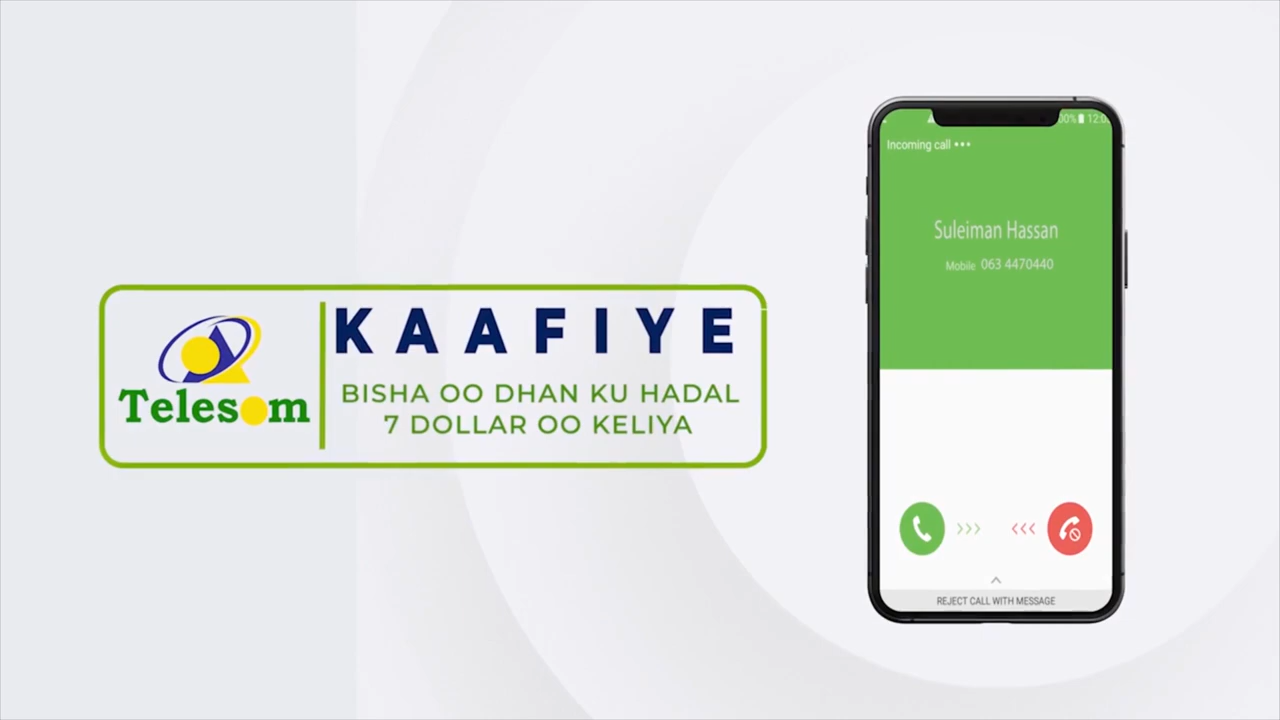 Telesom
KAAFIYE
BISHA OO DHAN KU HADAL
7 DOLLAR OO KELIYA
Incoming call •••
Suleiman Hassan
Mobile 063 4470440
REJECT CALL WITH MESSAGE